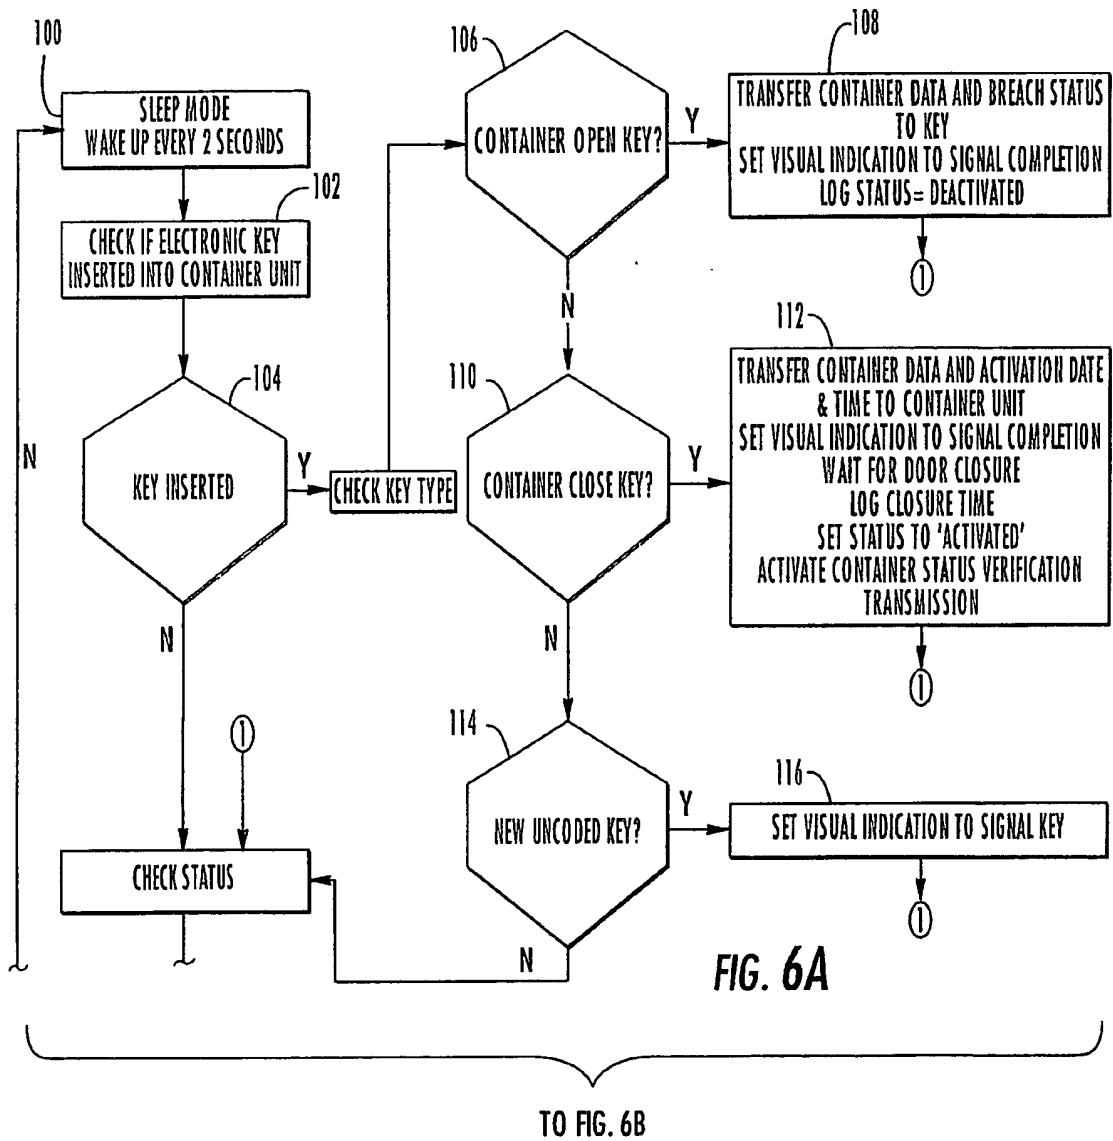 100
SLEEP MODE
WAKE UP EVERY 2 SECONDS
102
CHECK IF ELECTRONIC KEY
INSERTED INTO CONTAINER UNIT
104
KEY INSERTED
Y
N
N
CHECK KEY TYPE
1
CHECK STATUS
106
CONTAINER OPEN KEY?
Y
N
108
TRANSFER CONTAINER DATA AND BREACH STATUS
TO KEY
SET VISUAL INDICATION TO SIGNAL COMPLETION
LOG STATUS= DEACTIVATED
1
110
CONTAINER CLOSE KEY?
Y
N
112
TRANSFER CONTAINER DATA AND ACTIVATION DATE
& TIME TO CONTAINER UNIT
SET VISUAL INDICATION TO SIGNAL COMPLETION
WAIT FOR DOOR CLOSURE
LOG CLOSURE TIME
SET STATUS TO 'ACTIVATED'
ACTIVATE CONTAINER STATUS VERIFICATION
TRANSMISSION
1
114
NEW UNCODED KEY?
Y
N
116
SET VISUAL INDICATION TO SIGNAL KEY
1
FIG. 6A
TO FIG. 6B